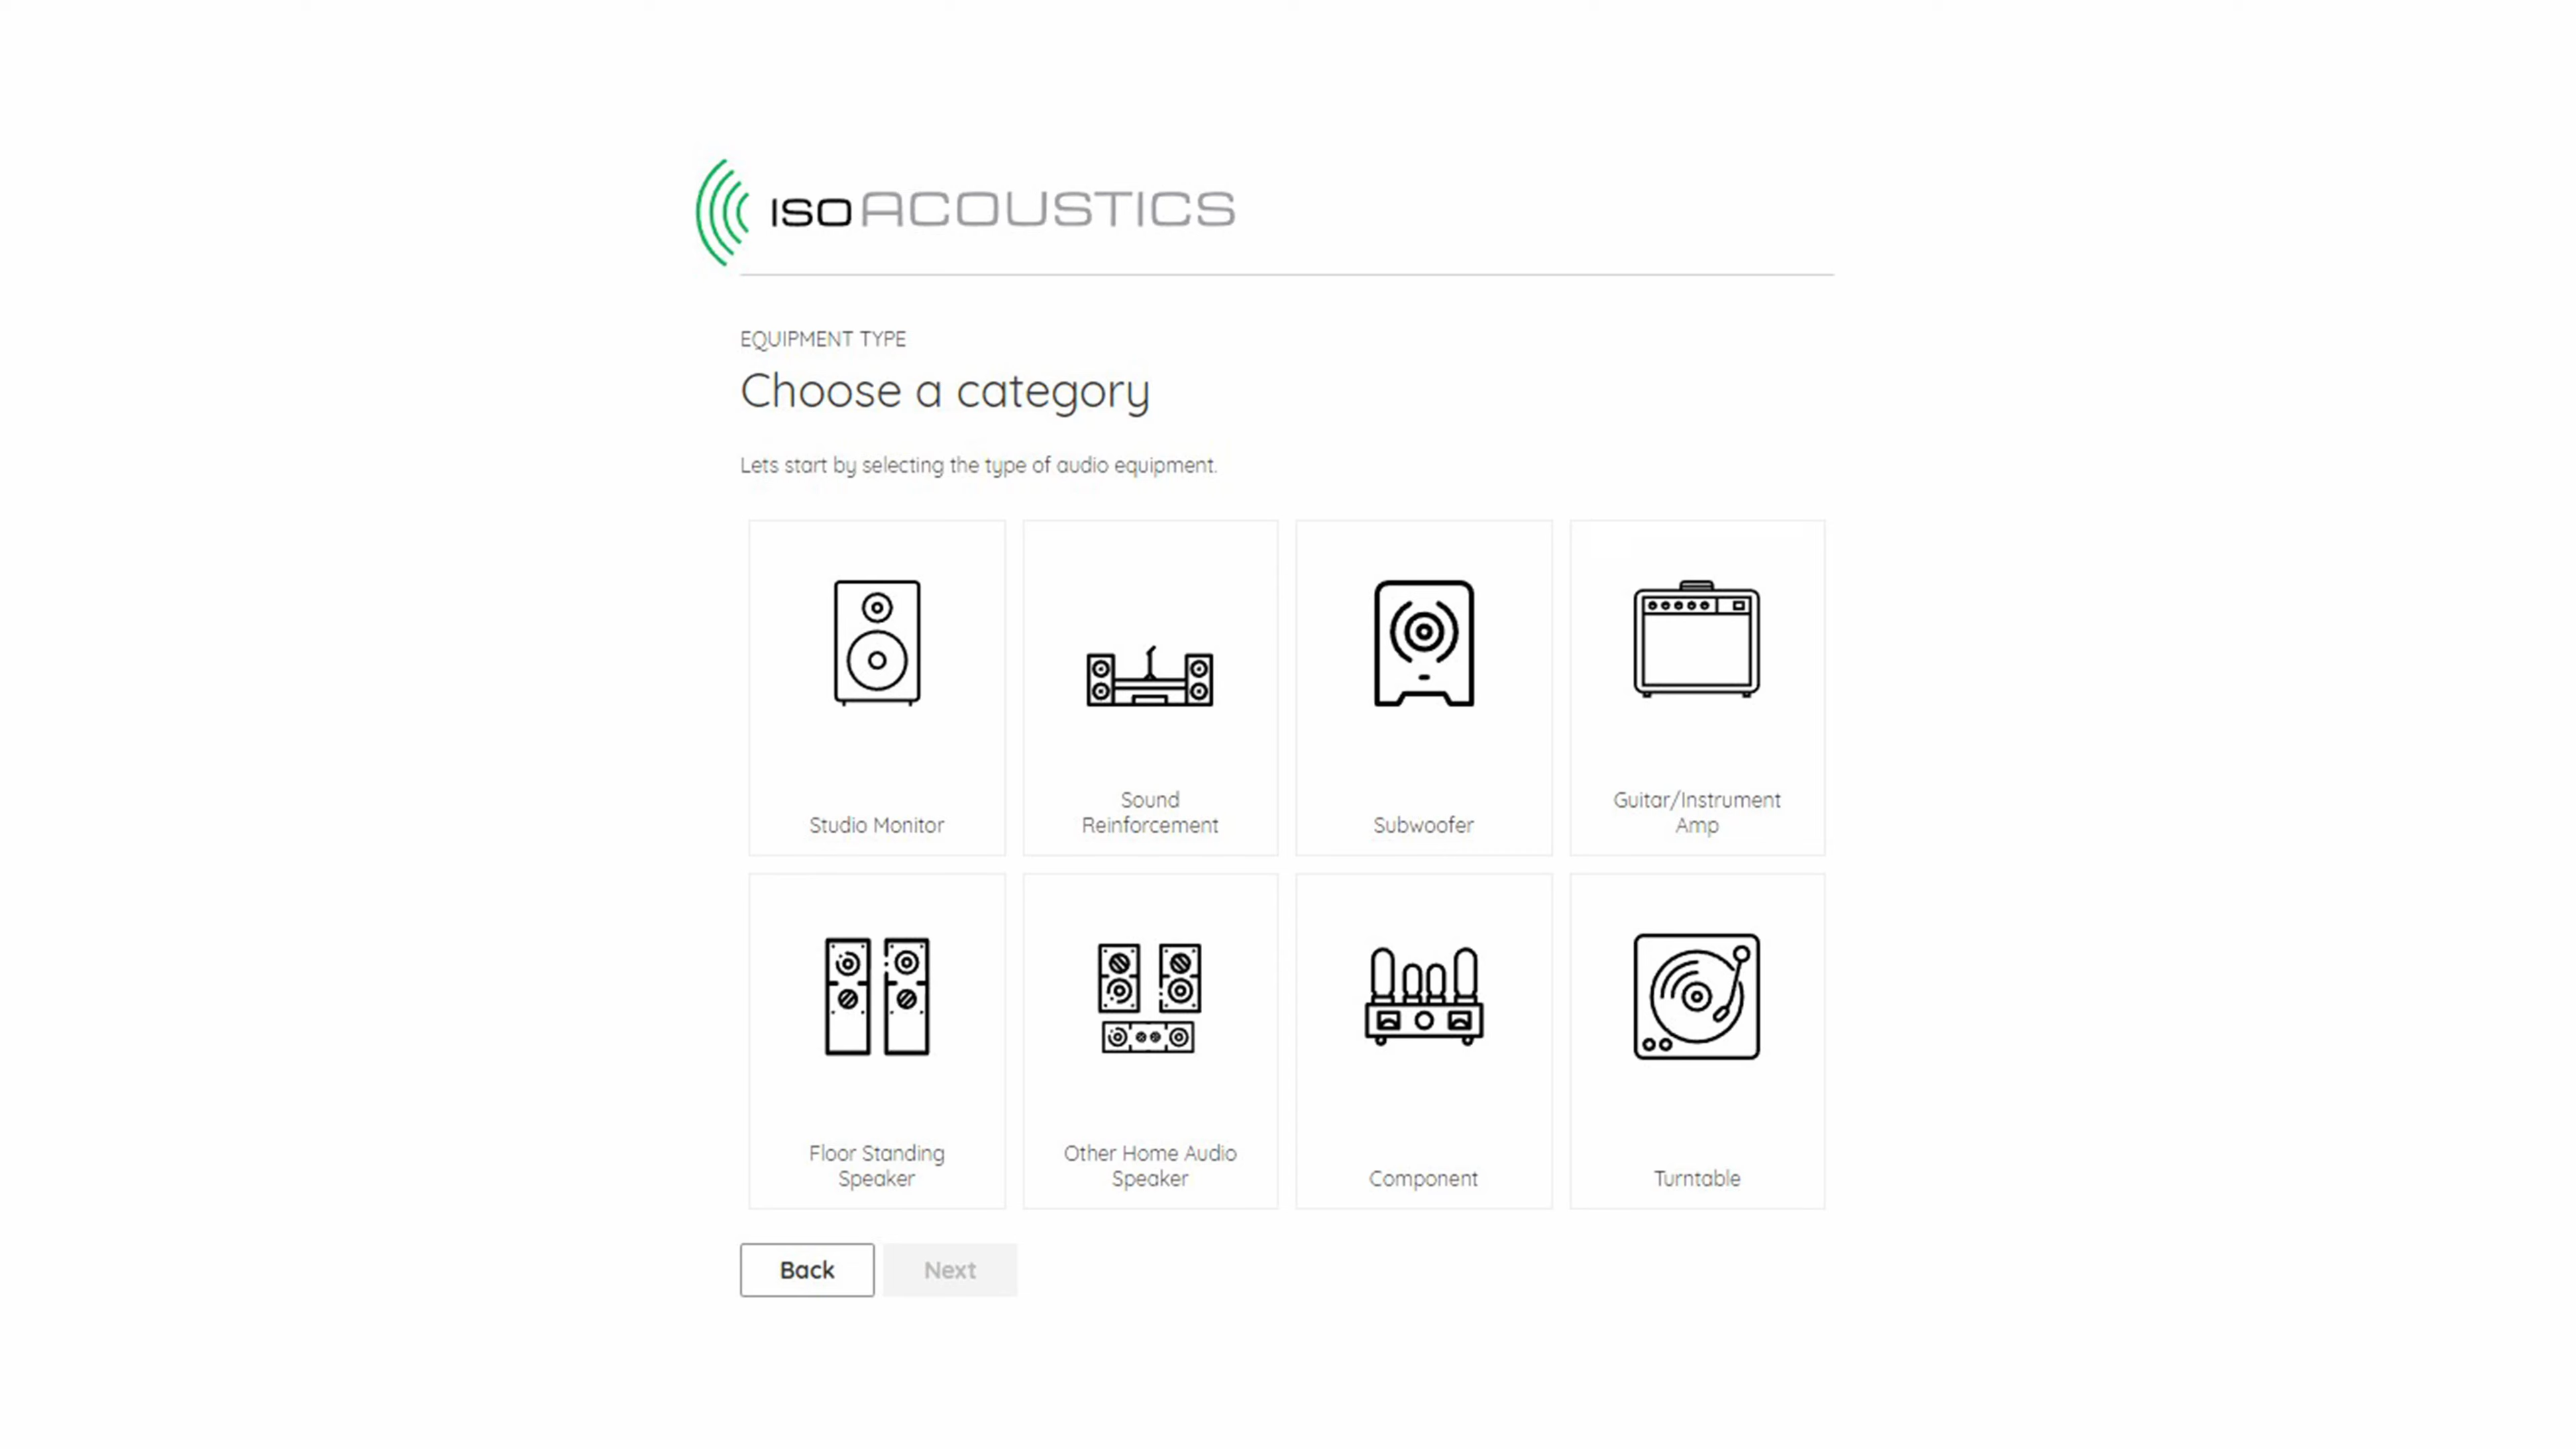 ISOACOUSTICS
EQUIPMENT TYPE
Choose a category
Lets start by selecting the type of audio equipment.
Studio Monitor
Sound
Reinforcement
Subwoofer
Guitar/Instrument
Amp
Floor Standing
Speaker
Other Home Audio
Speaker
Component
Turntable
Back
Next